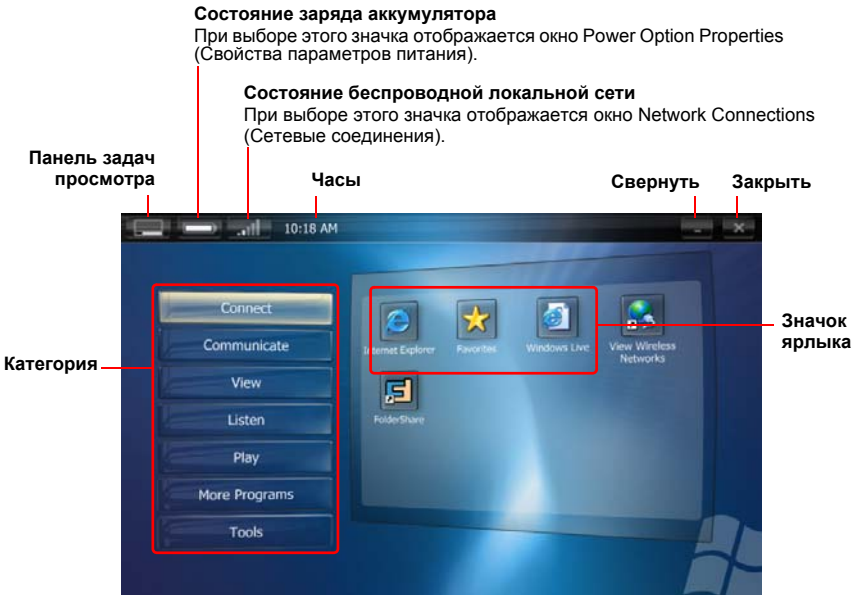 Состояние заряда аккумулятора
При выборе этого значка отображается окно Power Option Properties
(Свойства параметров питания).
Состояние беспроводной локальной сети
При выборе этого значка отображается окно Network Connections
(Сетевые соединения).
Панель задач
просмотра
Часы
Свернуть
Закрыть
10:18 AM
Категория
Connect
Communicate
View
Listen
Play
More Programs
Tools
Internet Explorer
Favorites
Windows Live
View Wireless
Networks
FolderShare
Значок
ярлыка